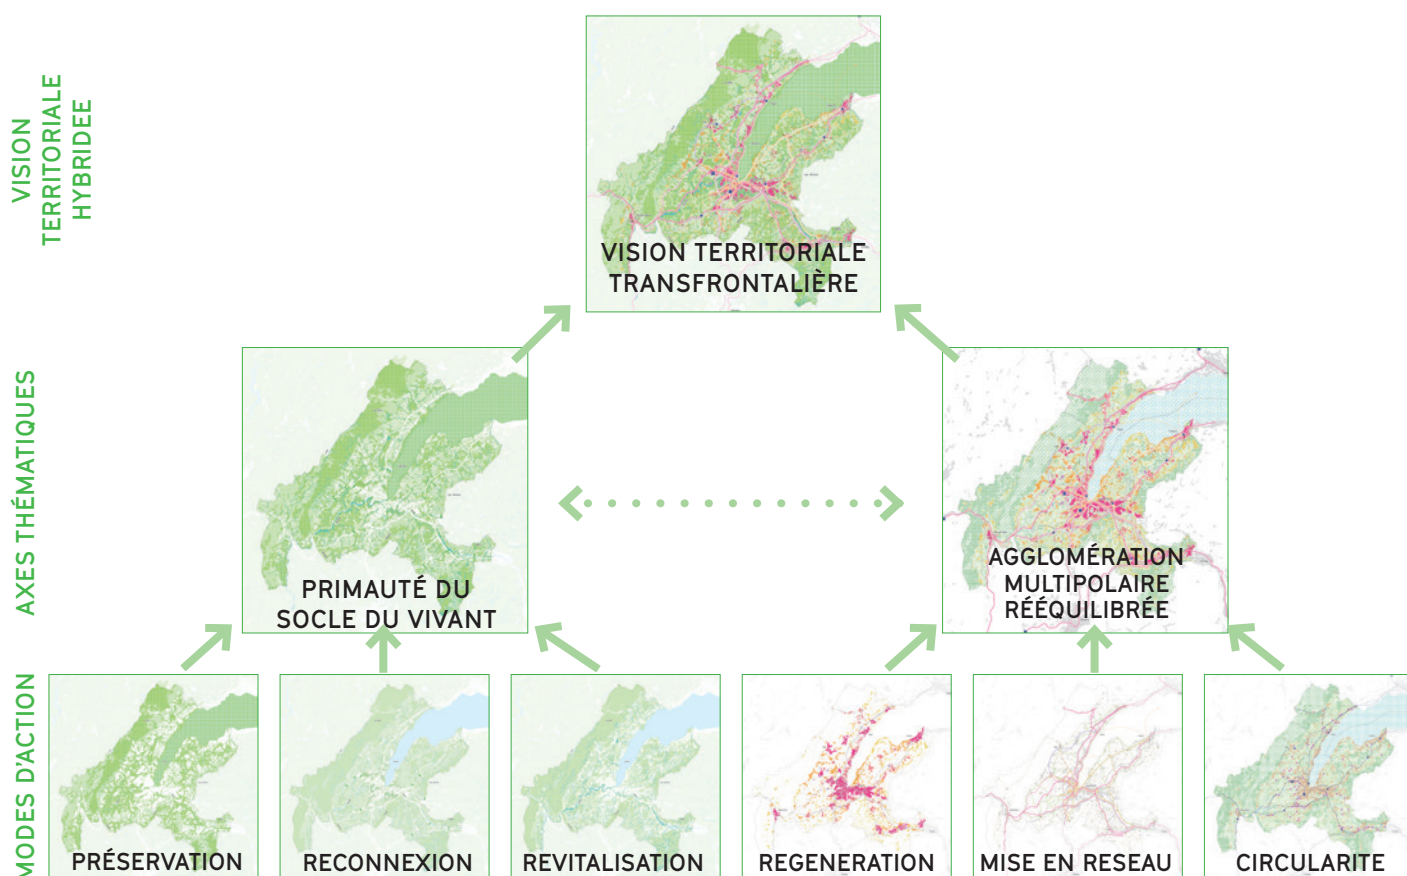 VISION
TERRITORIALE
HYBRIDEE
VISION TERRITORIALE
TRANSFRONTALIÈRE
AXES THÉMATIQUES
PRIMAUTÉ DU
SOCLE DU VIVANT
AGGLOMÉRATION
MULTIPOLAIRE
RÉÉQUILIBRÉE
MODES D'ACTION
PRÉSERVATION
RECONNEXION
REVITALISATION
REGENERATION
MISE EN RESEAU
CIRCULARITE